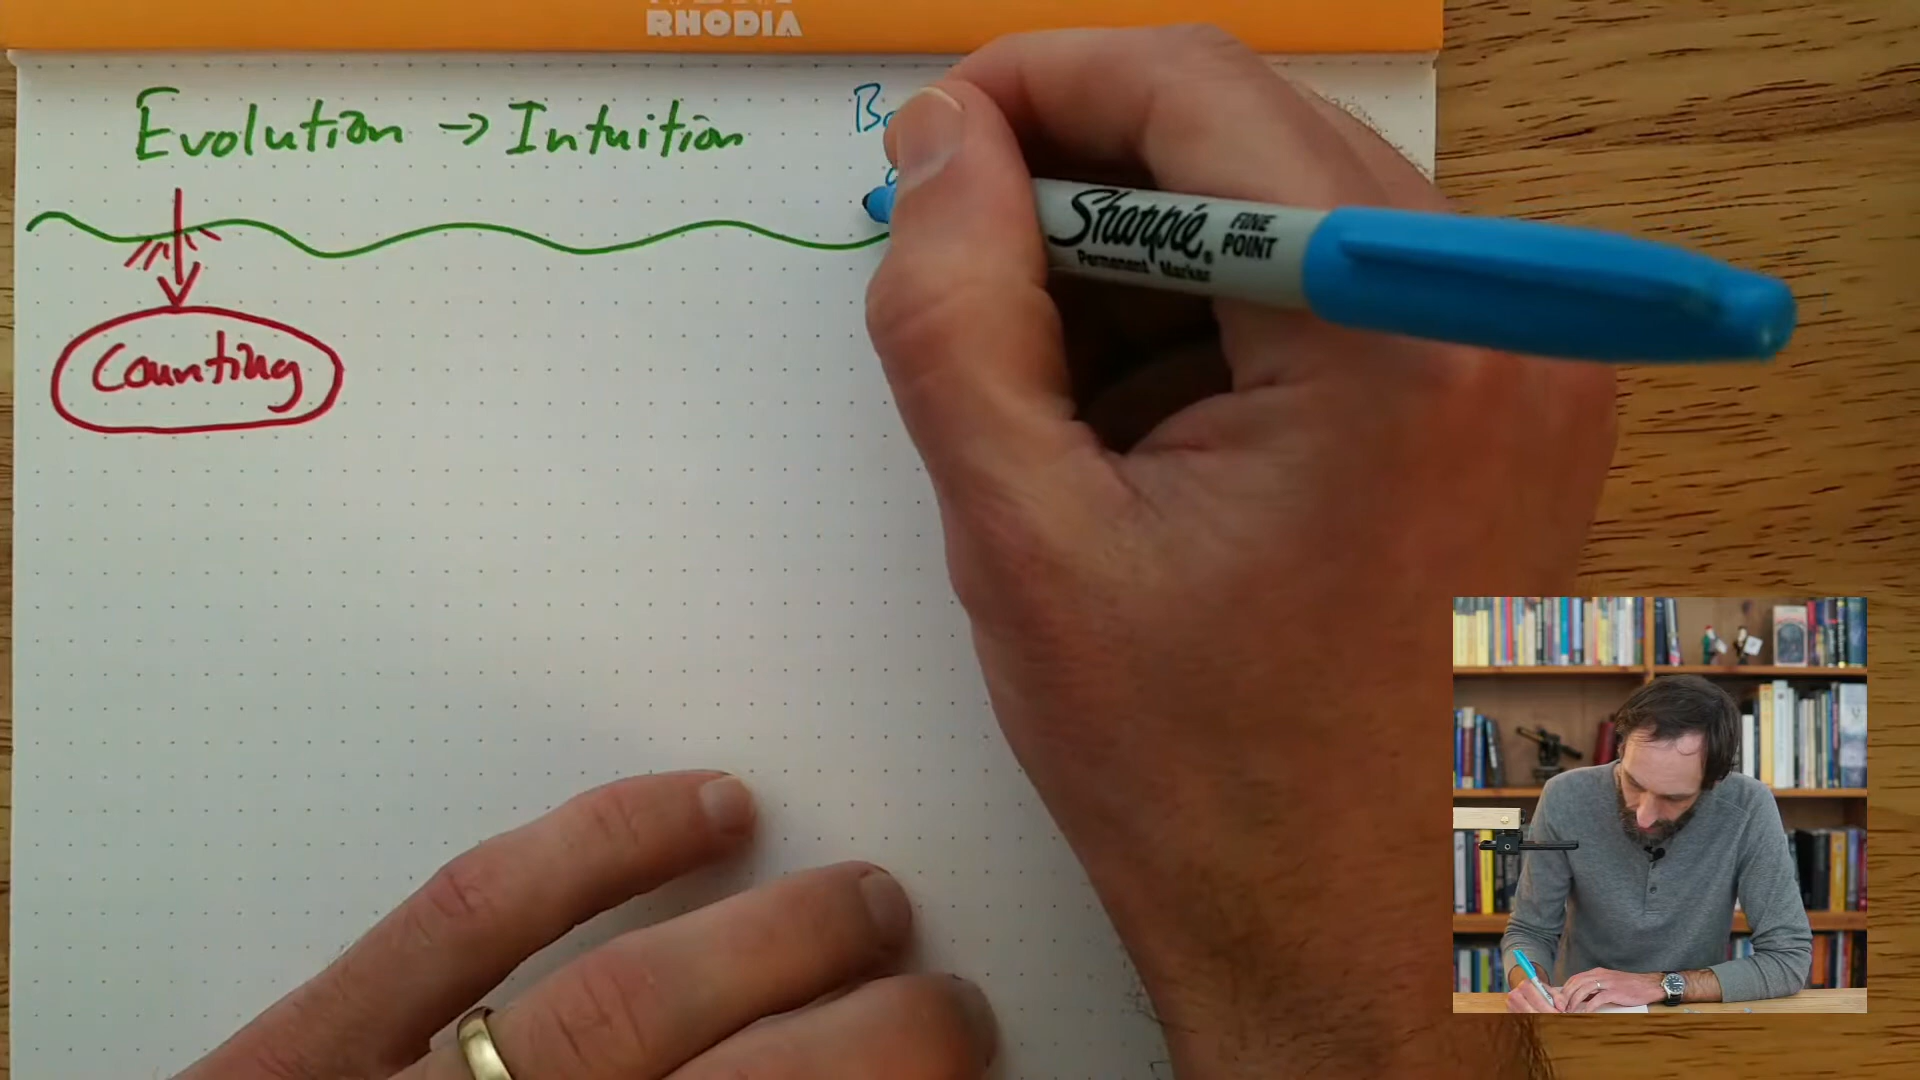 RHODIA
Evolution → Intuition
Counting
Sharpie.
FINE
POINT
Permanent Marker